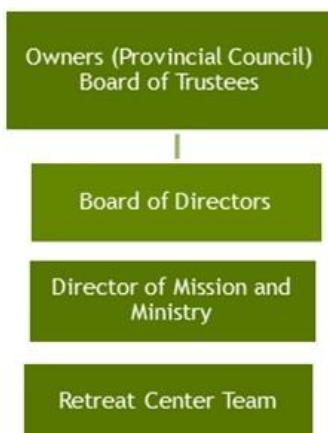 Owners (Provincial Council)
Board of Trustees
Board of Directors
Director of Mission and
Ministry
Retreat Center Team